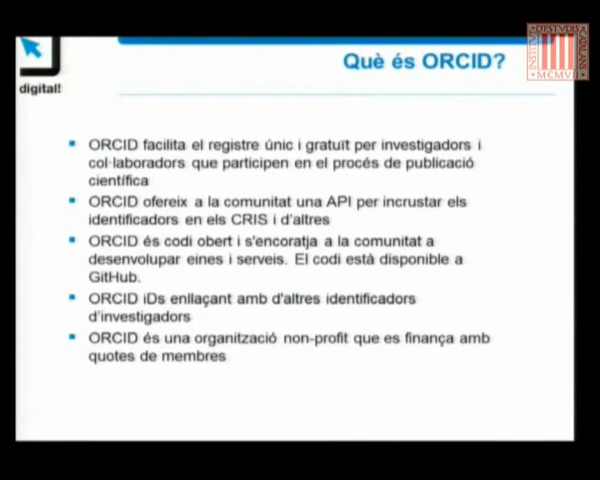 digital!
Què és ORCID?
INSTITVT
D'ESTVDIS
CATALANS
MCMVII
ORCID facilita el registre únic i gratuït per investigadors i
col·laboradors que participen en el procés de publicació
científica
ORCID ofereix a la comunitat una API per incrustar els
identificadors en els CRIS i d'altres
ORCID és codi obert i s'encoratja a la comunitat a
desenvolupar eines i serveis. El codi està disponible a
GitHub.
ORCID iDs enllaçant amb d'altres identificadors
d'investigadors
ORCID és una organització non-profit que es finança amb
quotes de membres